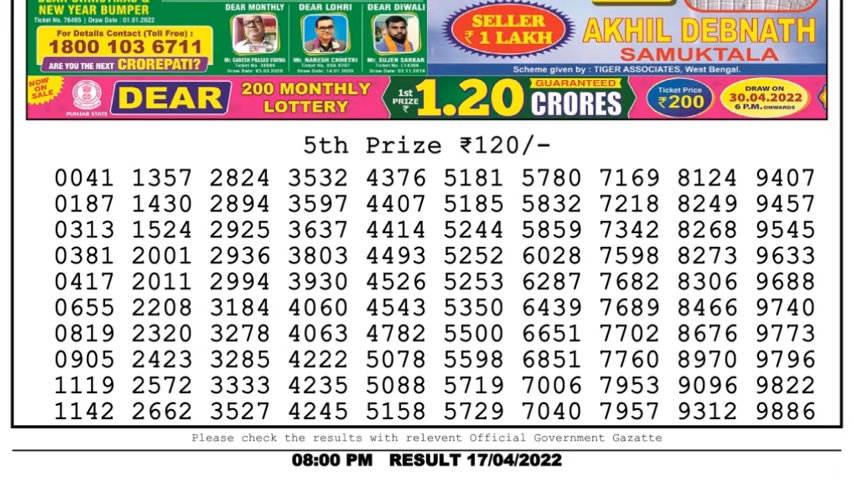 DEAR CHRISTMAS &
NEW YEAR BUMPER
Ticket No. 78465 | Draw Date : 01.01.2022
For Details Contact (Toll Free) :
1800 103 6711
ARE YOU THE NEXT CROREPATI?
DEAR MONTHLY
DEAR LOHRI
DEAR DIWALI
Mr. GANESH PRASAD VARMA
Mr. NARESH CHHETRI
Mr. SUJEN SARKAR
SELLER
₹ 1 LAKH
AKHIL DEBNATH
SAMUKTALA
Scheme given by : TIGER ASSOCIATES, West Bengal.
NOW
ON
SALE
PUNJAB STATE
DEAR
200 MONTHLY
LOTTERY
1st
PRIZE
₹
1.20
GUARANTEED
CRORES
Ticket Price
₹200
DRAW ON
30.04.2022
6 P.M. ONWARDS
5th Prize ₹120/-
0041 1357 2824 3532 4376 5181 5780 7169 8124 9407
0187 1430 2894 3597 4407 5185 5832 7218 8249 9457
0313 1524 2925 3637 4414 5244 5859 7342 8268 9545
0381 2001 2936 3803 4493 5252 6028 7598 8273 9633
0417 2011 2994 3930 4526 5253 6287 7682 8306 9688
0655 2208 3184 4060 4543 5350 6439 7689 8466 9740
0819 2320 3278 4063 4782 5500 6651 7702 8676 9773
0905 2423 3285 4222 5078 5598 6851 7760 8970 9796
1119 2572 3333 4235 5088 5719 7006 7953 9096 9822
1142 2662 3527 4245 5158 5729 7040 7957 9312 9886
Please check the results with relevent Official Government Gazatte
08:00 PM RESULT 17/04/2022